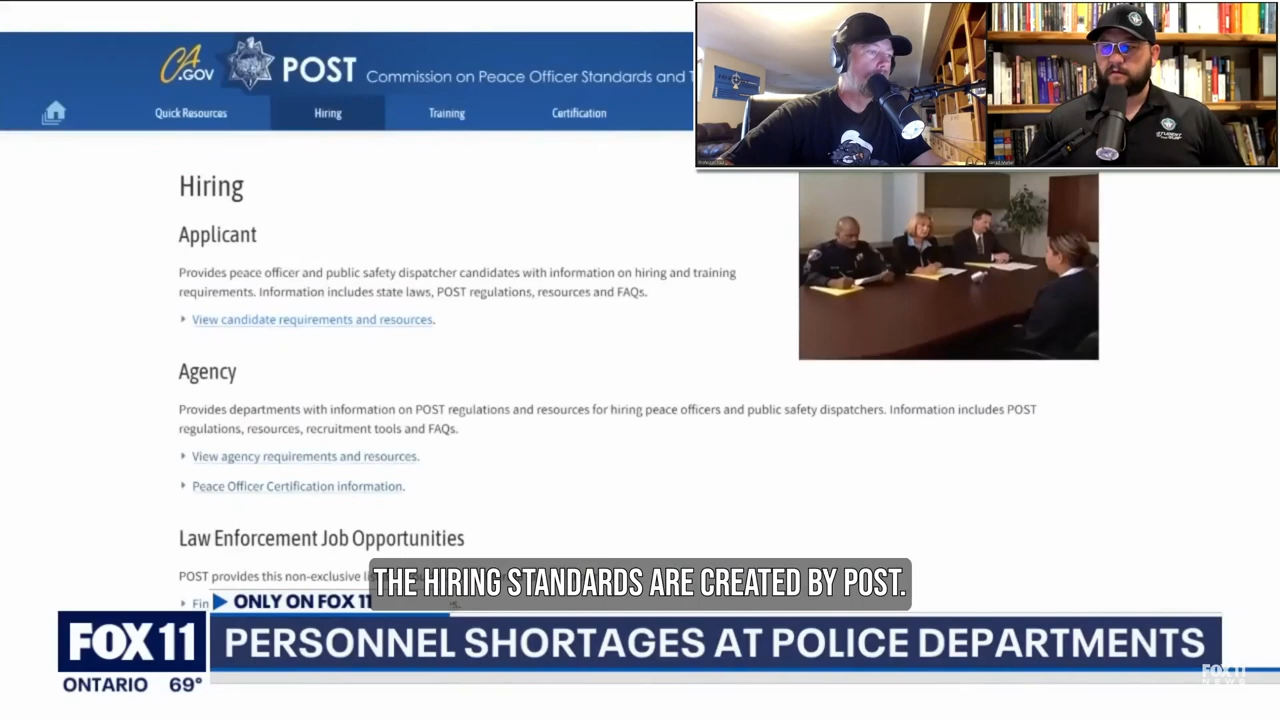 CA.GOV
POST
Commission on Peace Officer Standards and T
Quick Resources
Hiring
Training
Certification
Hiring
Applicant
Provides peace officer and public safety dispatcher candidates with information on hiring and training
requirements. Information includes state laws, POST regulations, resources and FAQs.
View candidate requirements and resources.
Agency
Provides departments with information on POST regulations and resources for hiring peace officers and public safety dispatchers. Information includes POST
regulations, resources, recruitment tools and FAQs.
View agency requirements and resources.
Peace Officer Certification information.
Law Enforcement Job Opportunities
POST provides this non-exclusive
THE HIRING STANDARDS ARE CREATED BY POST.
Fin
ONLY ON FOX 11
FOX 11
PERSONNEL SHORTAGES AT POLICE DEPARTMENTS
ONTARIO 69°
FOX 11
NEWS